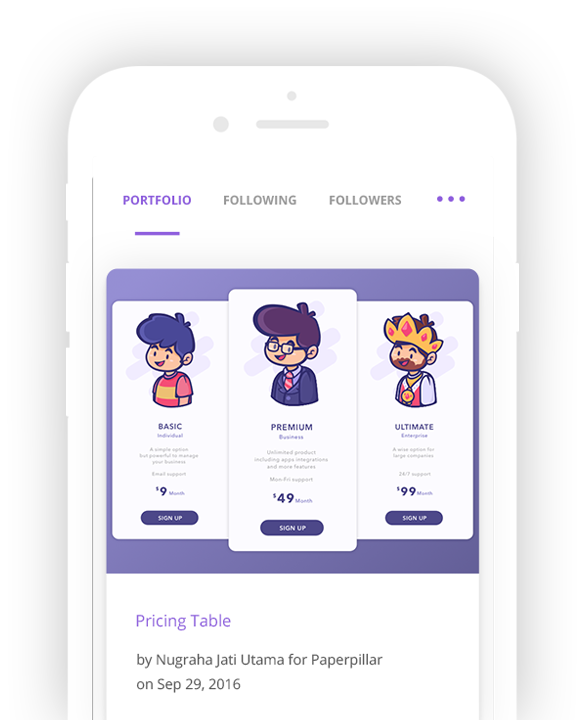 PORTFOLIO FOLLOWING FOLLOWERS
BASIC
Individual
A simple option
but powerful to manage
your business
Email support
$9 Month
SIGN UP
PREMIUM
Business
Unlimited product
including apps integrations
and more features
Mon-Fri support
$49 Month
SIGN UP
ULTIMATE
Enterprise
A wise option for
large companies
24/7 support
$99 Month
SIGN UP
Pricing Table
by Nugraha Jati Utama for Paperpillar
on Sep 29, 2016